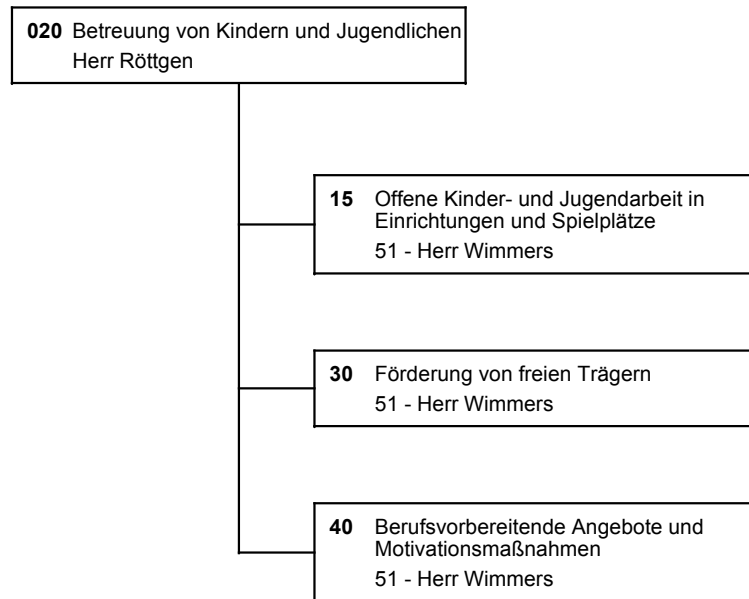 020 Betreuung von Kindern und Jugendlichen
Herr Röttgen
15 Offene Kinder- und Jugendarbeit in
Einrichtungen und Spielplätze
51 - Herr Wimmers
30 Förderung von freien Trägern
51 - Herr Wimmers
40 Berufsvorbereitende Angebote und
Motivationsmaßnahmen
51 - Herr Wimmers